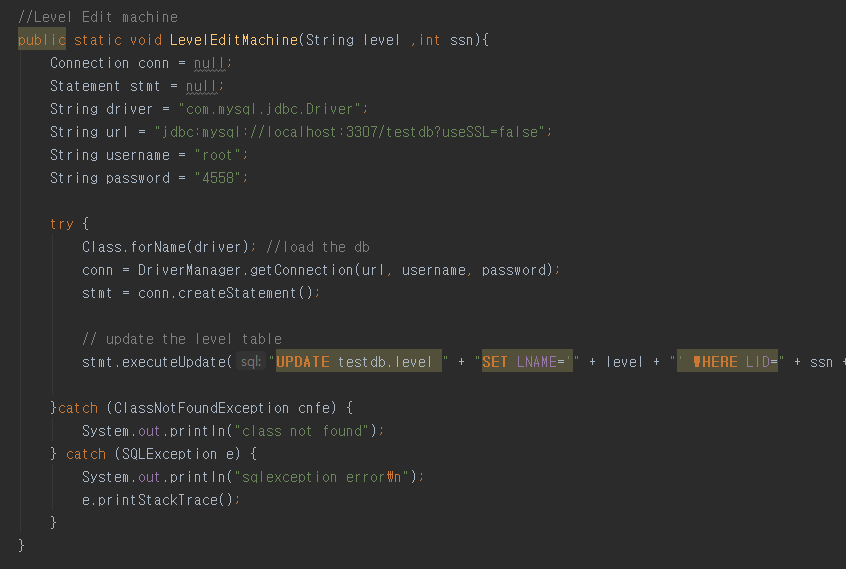 //Level Edit machine
public static void LevelEditMachine(String level ,int ssn){
    Connection conn = null;
    Statement stmt = null;
    String driver = "com.mysql.jdbc.Driver";
    String url = "jdbc:mysql://localhost:3307/testdb?useSSL=false";
    String username = "root";
    String password = "4558";
    try {
        Class.forName(driver); //load the db
        conn = DriverManager.getConnection(url, username, password);
        stmt = conn.createStatement();
        // update the level table
        stmt.executeUpdate( sql: "UPDATE testdb.level " + "SET LNAME='" + level + "' WHERE LID=" + ssn +
    }catch (ClassNotFoundException cnfe) {
        System.out.println("class not found");
    } catch (SQLException e) {
        System.out.println("sqlexception error₩n");
        e.printStackTrace();
    }
}